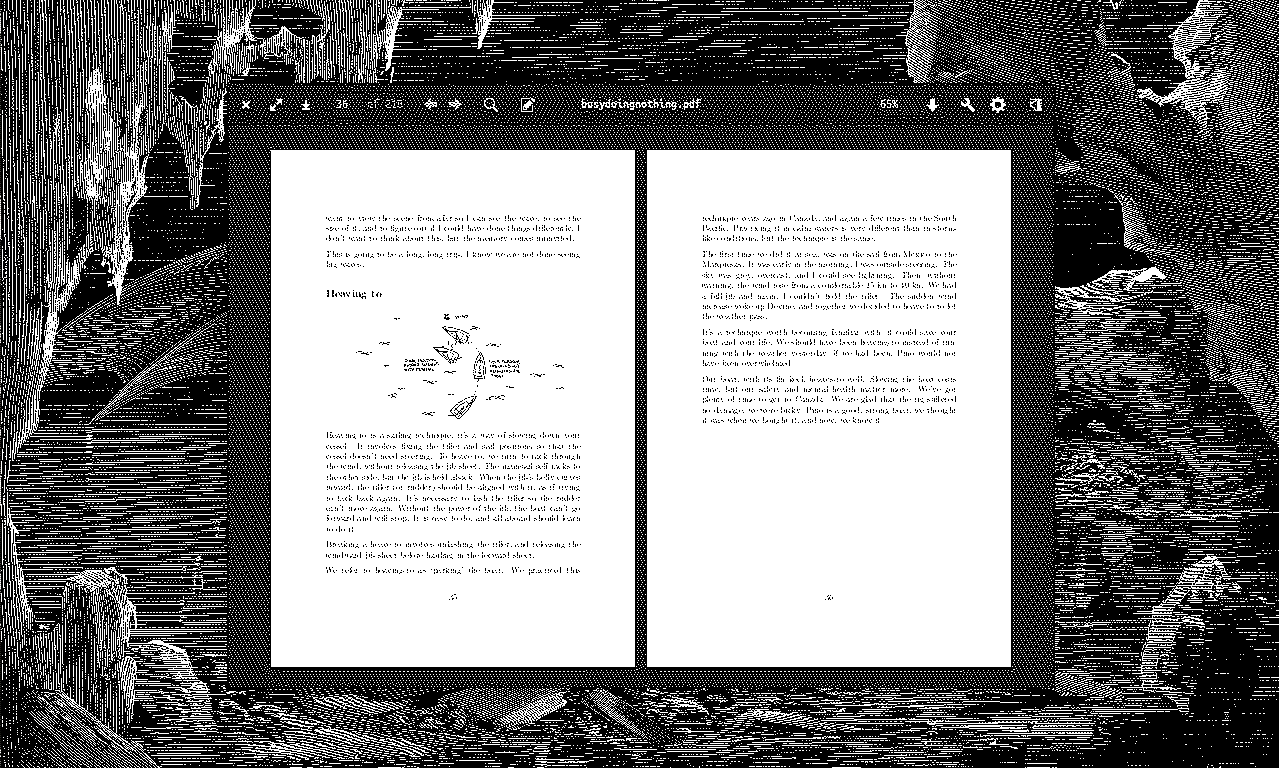 36 of 218
busydoingnothing.pdf
65%
want to view the scene from afar so I can see the wave, to see the
size of it, and to figure out if I could have done things differently. I
don't want to think about this, but the memory comes uninvited.
This is going to be a long, long trip. I know we are not done seeing
big waves.
Heaving to
Heaving to is a sailing technique, it's a way of slowing down your
vessel. It involves fixing the tiller and sail positions so that the
vessel doesn't need steering. To heave to, we turn to tack through
the wind, without releasing the jib sheet. The mainsail self tacks to
the other side, but the jib is held aback. When the jib's belly curves
inward, the tiller (or rudder) should be aligned with it, as if trying
to tack back again. It's necessary to lash the tiller so the rudder
can't move again. Without the power of the jib, the boat can't go
forward and will stop. It is easy to do, and all aboard should learn
to do it.
Breaking a heave to involves unlashing the tiller, and releasing the
windward jib sheet before hauling in the leeward sheet.
We refer to heaving-to as 'parking' the boat. We practiced this
technique years ago in Canada, and again a few times in the South
Pacific. Practicing it in calm waters is very different than in storm-
like conditions, but the technique is the same.
The first time we did it at sea, was on the sail from Mexico to the
Marquesas. It was early in the morning, I was outside steering. The
sky was grey, overcast, and I could see lightning. Then, without
warning, the wind rose from a comfortable 15 kn to 40 kn. We had
a full jib and main, I couldn't hold the tiller. The sudden wind
increase woke up Devine, and together we decided to heave to to let
the weather pass.
It's a technique worth becoming familiar with, it could save your
boat and your life. We should have been heaving-to instead of run-
ning with the weather yesterday, if we had been, Pino would not
have been overwhelmed.
Our boat, with its fin keel, heaves-to well. Slowing the boat costs
time, but our safety and mental health matter more. We've got
plenty of time to get to Canada. We are glad that the rig suffered
no damage, we were lucky. Pino is a good, strong boat, we thought
it was when we bought it, and now, we know it.